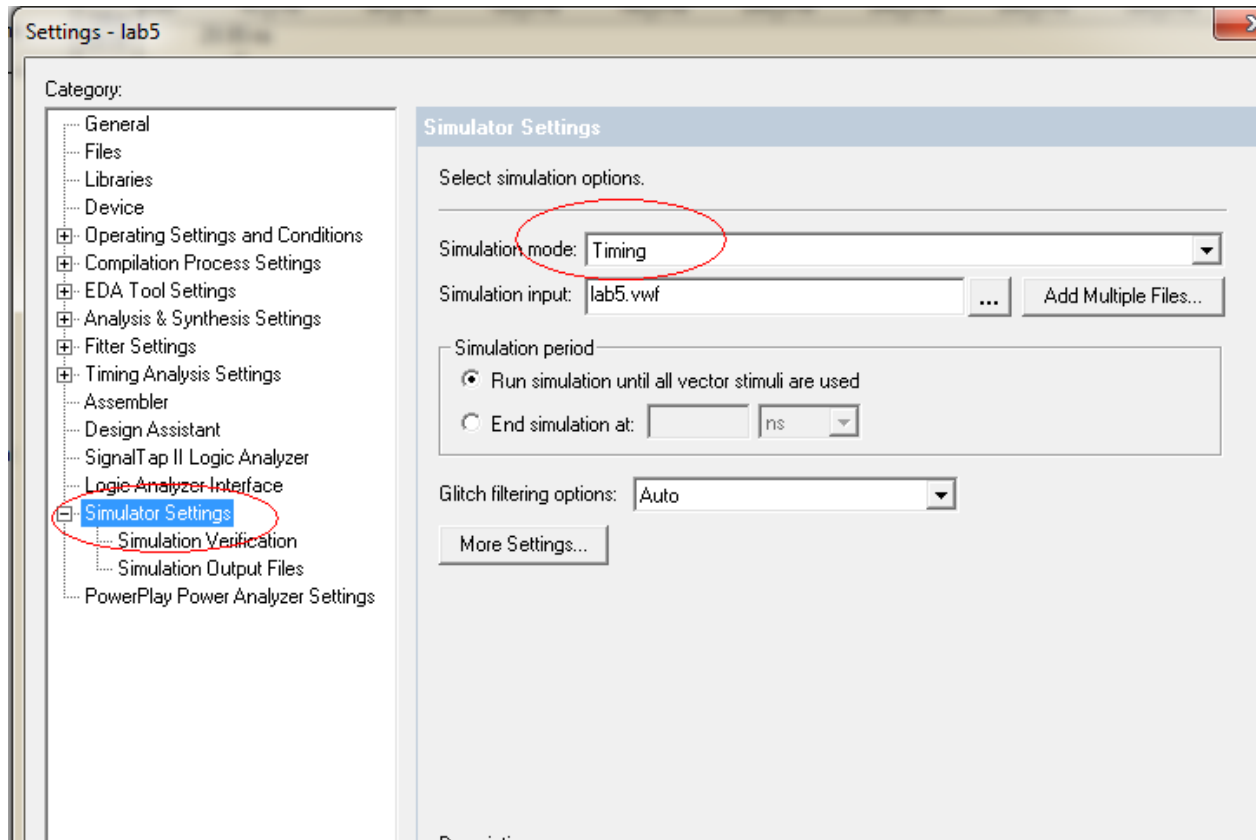 Settings - lab5
Category:
General
Files
Libraries
Device
Operating Settings and Conditions
Compilation Process Settings
EDA Tool Settings
Analysis & Synthesis Settings
Fitter Settings
Timing Analysis Settings
Assembler
Design Assistant
SignalTap II Logic Analyzer
Logic Analyzer Interface
Simulator Settings
Simulation Verification
Simulation Output Files
PowerPlay Power Analyzer Settings
Simulator Settings
Select simulation options.
Simulation mode: Timing
Simulation input: lab5.vwf ... Add Multiple Files...
Simulation period
Run simulation until all vector stimuli are used
End simulation at: ns
Glitch filtering options: Auto
More Settings...